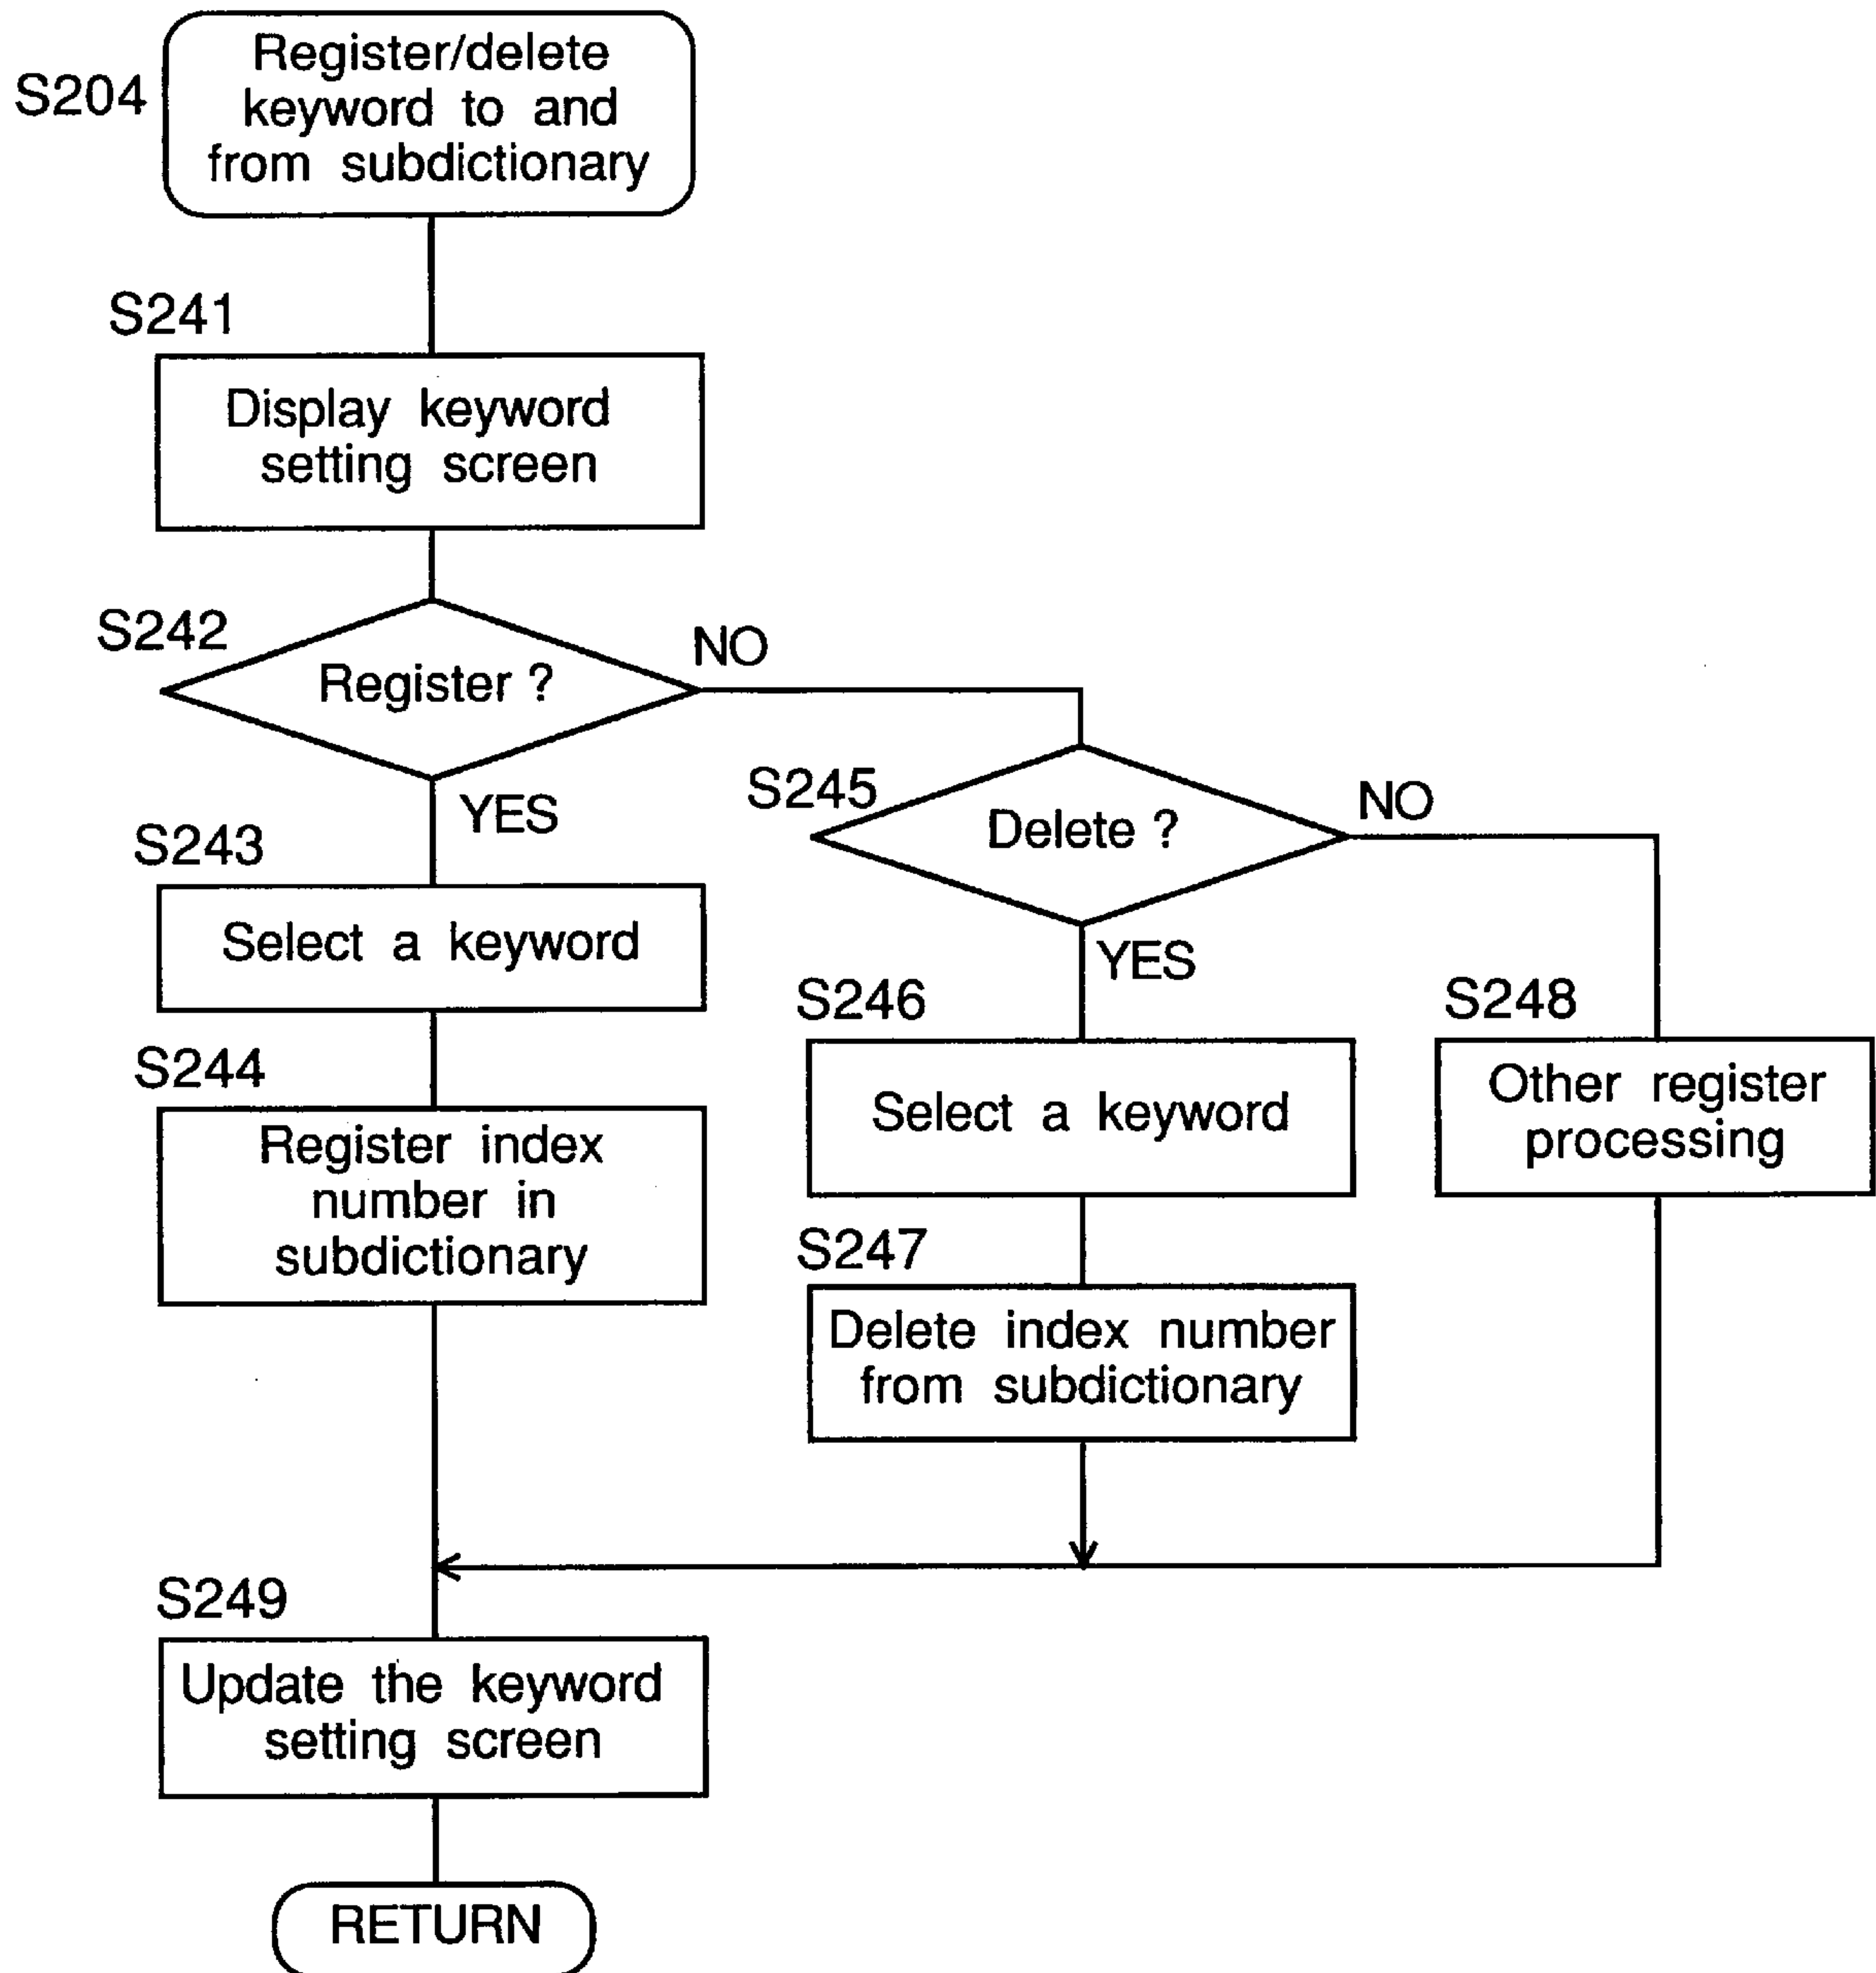 S204
Register/delete
keyword to and
from subdictionary
S241
Display keyword
setting screen
S242
Register ?
NO
YES
S245
Delete ?
NO
YES
S243
Select a keyword
S244
Register index
number in
subdictionary
S246
Select a keyword
S247
Delete index number
from subdictionary
S248
Other register
processing
S249
Update the keyword
setting screen
RETURN